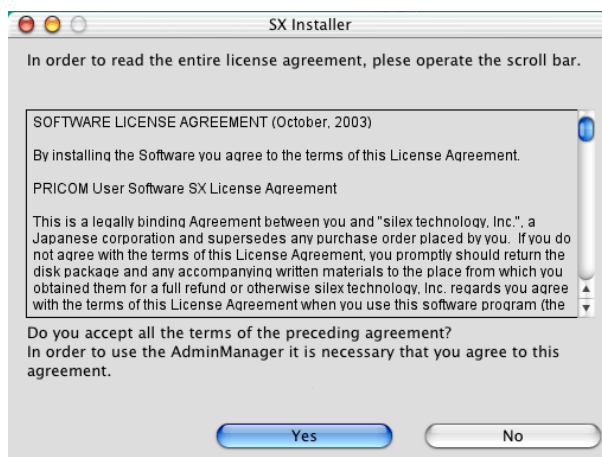 SX Installer
In order to read the entire license agreement, plese operate the scroll bar.
SOFTWARE LICENSE AGREEMENT (October, 2003)
By installing the Software you agree to the terms of this License Agreement.
PRICOM User Software SX License Agreement
This is a legally binding Agreement between you and "silex technology, Inc.", a
Japanese corporation and supersedes any purchase order placed by you.  If you do
not agree with the terms of this License Agreement, you promptly should return the
disk package and any accompanying written materials to the place from which you
obtained them for a full refund or otherwise silex technology, Inc. regards you agree
with the terms of this License Agreement when you use this software program (the
Do you accept all the terms of the preceding agreement?
In order to use the AdminManager it is necessary that you agree to this
agreement.
Yes
No